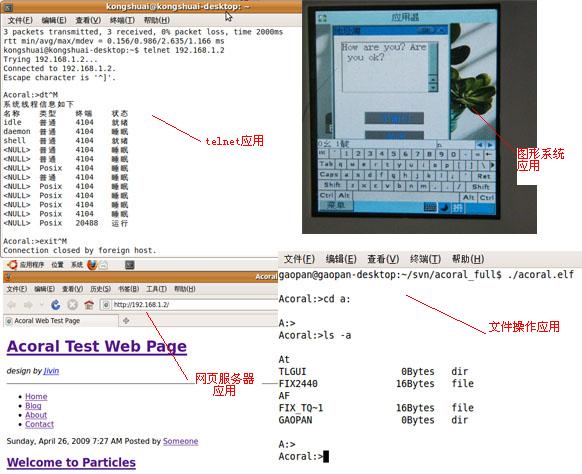 kongshuai@kongshuai-desktop: ~
文件(F) 编辑(E) 查看(V) 终端(T) 帮助(H)
3 packets transmitted, 3 received, 0% packet loss, time 2000ms
rtt min/avg/max/mdev = 0.156/0.986/2.635/1.166 ms
kongshuai@kongshuai-desktop:~$ telnet 192.168.1.2
Trying 192.168.1.2...
Connected to 192.168.1.2.
Escape character is '^]'.
Acoral:>dt^M
系统线程信息如下
名称 类型 终端 状态
idle 普通 4104 就绪
daemon 普通 4104 睡眠
shell 普通 4104 就绪
<NULL> 普通 4104 睡眠
<NULL> 普通 4104 睡眠
<NULL> Posix 4104 睡眠
<NULL> 普通 4104 睡眠
<NULL> Posix 4104 睡眠
<NULL> Posix 4104 睡眠
<NULL> Posix 20488 运行
Acoral:>exit^M
Connection closed by foreign host.
telnet应用
应用程序 位置 系统
应用器
How are you? Are
you ok?
Tab q w e r t y u i o p [ ]
Caps a s d f g h j k l ; ' Ret
Shift z x c v b n m , . / Shift
Ctrl Alt Alt Ctrl
菜单
拼
图形系统
应用
Acoral
文件(F) 编辑(E) 查看(V) 历史(S) 书签(B) 工具(T) 帮助(H)
http://192.168.1.2/
Acoral Web Test Page
Acoral Test Web Page
design by Jivin
Home
Blog
About
Contact
Sunday, April 26, 2009 7:27 AM Posted by Someone
Welcome to Particles
网页服务器
应用
文件(F) 编辑(E) 查看(V) 终端(T) 帮助(H)
gaopan@gaopan-desktop:~/svn/acoral_full$ ./acoral.elf
Acoral:>cd a:
A:>
Acoral:>ls -a
At
TLGUI 0Bytes dir
FIX2440 16Bytes file
AF
FIX_TQ~1 16Bytes file
GAOPAN 0Bytes dir
A:>
Acoral:>
文件操作应用